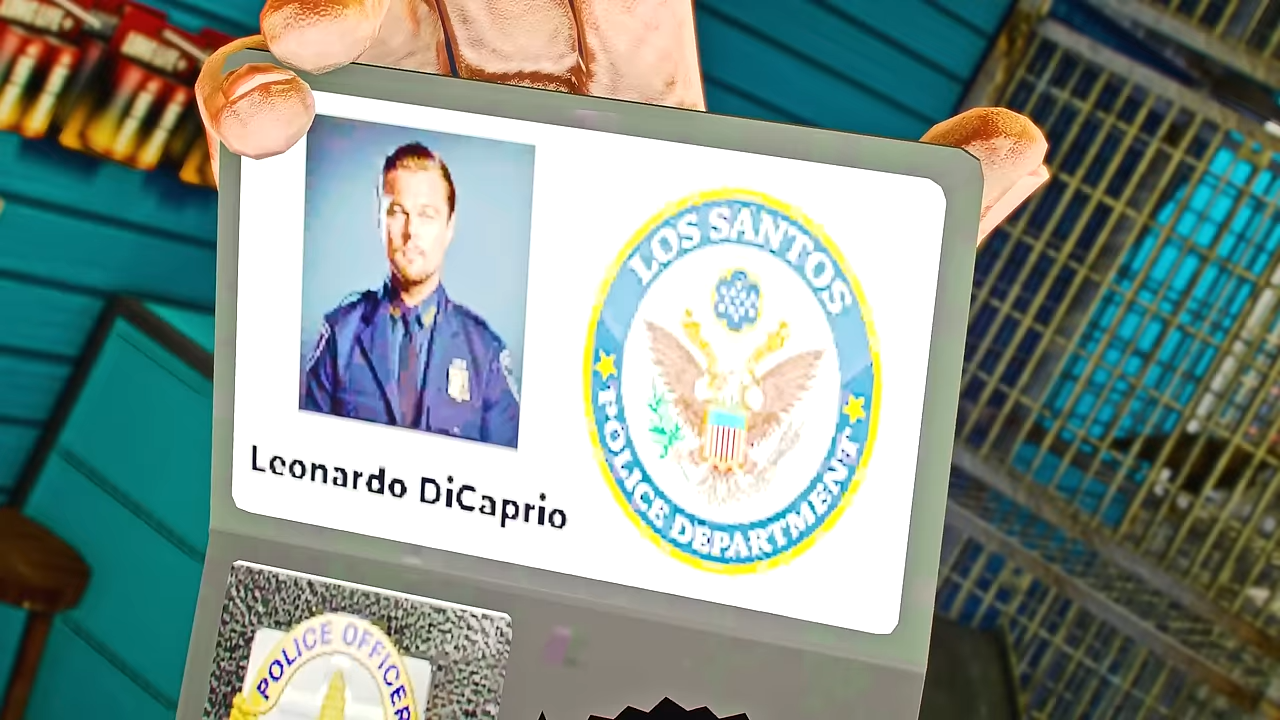 LOS SANTOS
POLICE DEPARTMENT
Leonardo DiCaprio
POLICE OFFICER